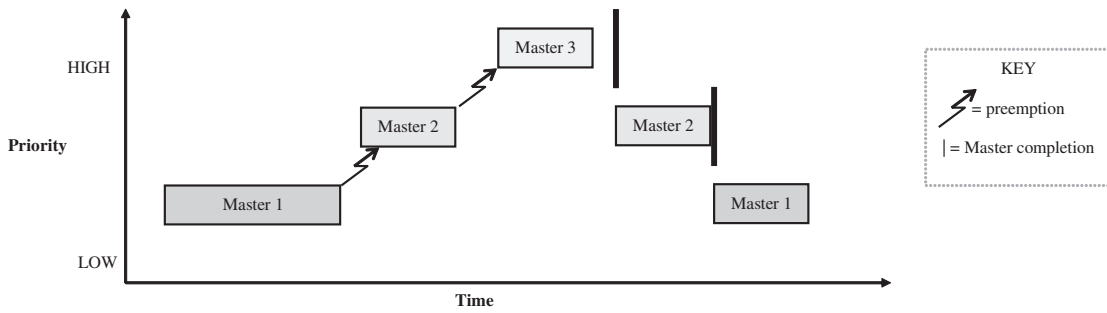 Master 3
HIGH
KEY
= preemption
Master 2
Master 2
Priority
| = Master completion
Master 1
Master 1
LOW
Time